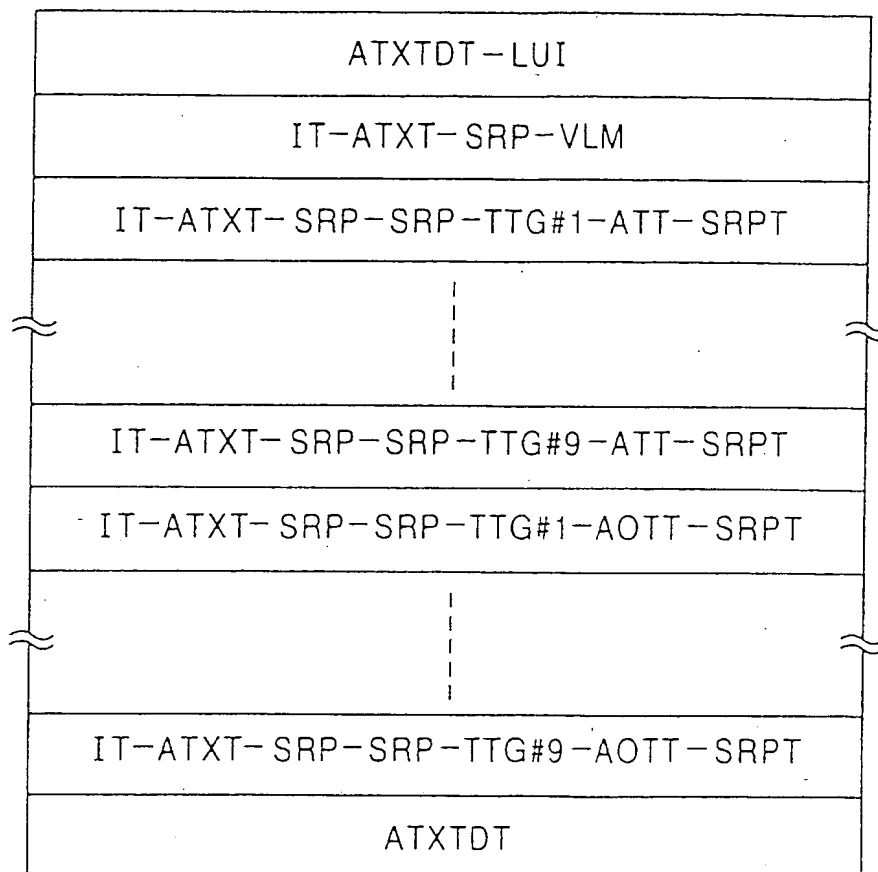 ATXTDT-LUI
IT-ATXT-SRP-VLM
IT-ATXT-SRP-SRP-TTG#1-ATT-SRPT
IT-ATXT-SRP-SRP-TTG#9-ATT-SRPT
IT-ATXT-SRP-SRP-TTG#1-AOTT-SRPT
IT-ATXT-SRP-SRP-TTG#9-AOTT-SRPT
ATXTDT